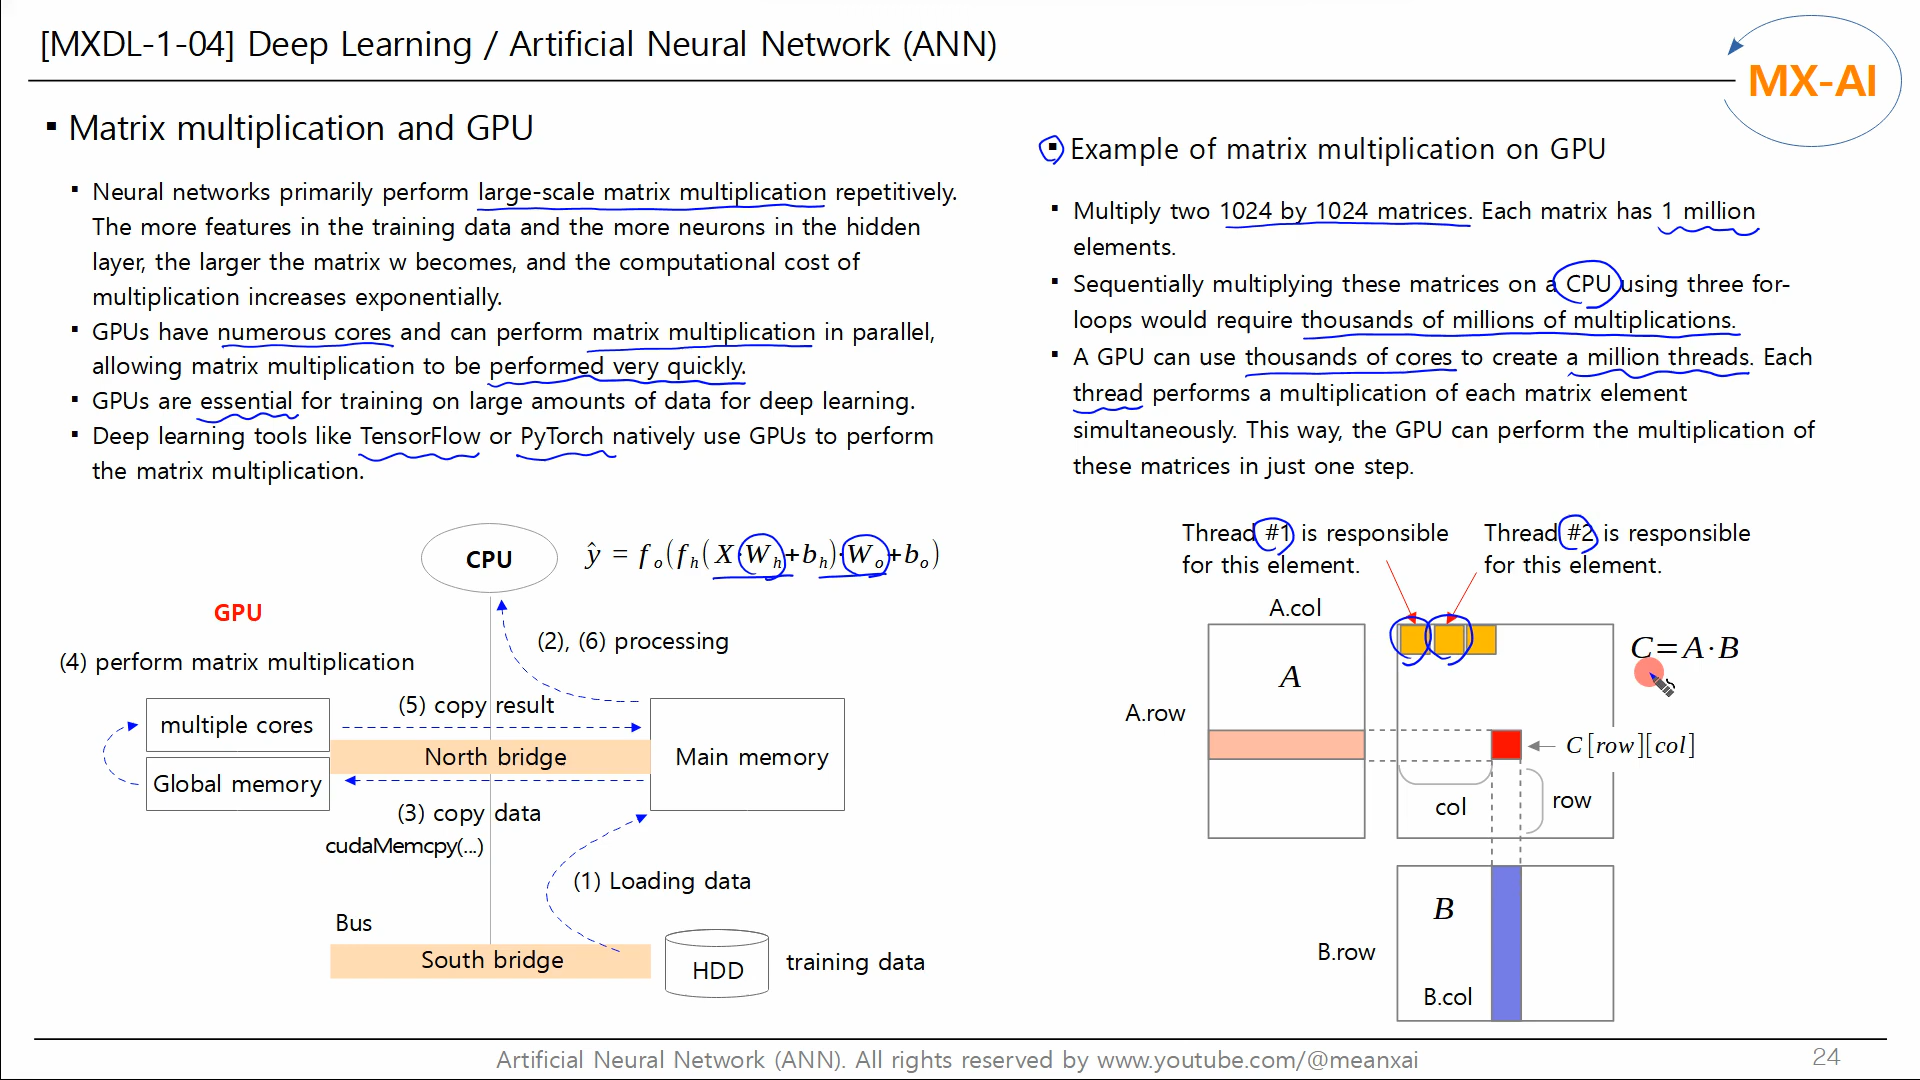 [MXDL-1-04] Deep Learning / Artificial Neural Network (ANN)
MX-AI
▪ Matrix multiplication and GPU
▪ Neural networks primarily perform large-scale matrix multiplication repetitively.
The more features in the training data and the more neurons in the hidden
layer, the larger the matrix w becomes, and the computational cost of
multiplication increases exponentially.
▪ GPUs have numerous cores and can perform matrix multiplication in parallel,
allowing matrix multiplication to be performed very quickly.
▪ GPUs are essential for training on large amounts of data for deep learning.
▪ Deep learning tools like TensorFlow or PyTorch natively use GPUs to perform
the matrix multiplication.
CPU
ŷ = f_o(f_h(X·W_h+b_h)·W_o+b_o)
GPU
(2), (6) processing
(4) perform matrix multiplication
(5) copy result
multiple cores
North bridge
Main memory
Global memory
(3) copy data
cudaMemcpy(...)
(1) Loading data
Bus
South bridge
HDD
training data
▪ Example of matrix multiplication on GPU
▪ Multiply two 1024 by 1024 matrices. Each matrix has 1 million
elements.
▪ Sequentially multiplying these matrices on a CPU using three for-
loops would require thousands of millions of multiplications.
▪ A GPU can use thousands of cores to create a million threads. Each
thread performs a multiplication of each matrix element
simultaneously. This way, the GPU can perform the multiplication of
these matrices in just one step.
Thread #1 is responsible
for this element.
Thread #2 is responsible
for this element.
A.col
A
C=A·B
A.row
C[row][col]
col
row
B
B.row
B.col
Artificial Neural Network (ANN). All rights reserved by www.youtube.com/@meanxai
24